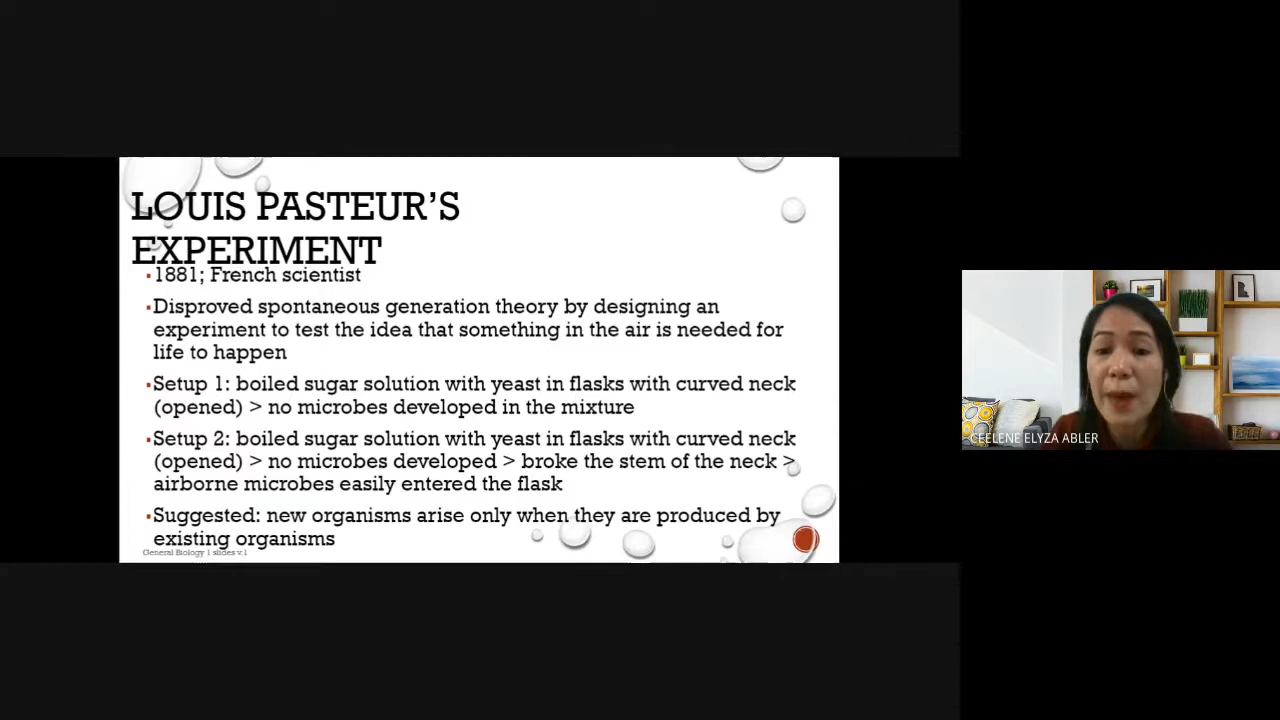 LOUIS PASTEUR’S
EXPERIMENT
▪1881; French scientist
▪Disproved spontaneous generation theory by designing an
experiment to test the idea that something in the air is needed for
life to happen
▪Setup 1: boiled sugar solution with yeast in flasks with curved neck
(opened) > no microbes developed in the mixture
▪Setup 2: boiled sugar solution with yeast in flasks with curved neck
(opened) > no microbes developed > broke the stem of the neck >
airborne microbes easily entered the flask
▪Suggested: new organisms arise only when they are produced by
existing organisms
General Biology 1 slides v.1
CEELENE ELYZA ABLER